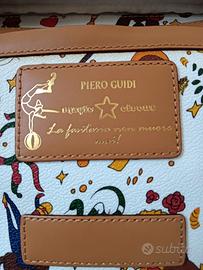 PIERO GUIDI
magic circus
La fantasia non muore
mai!
subito